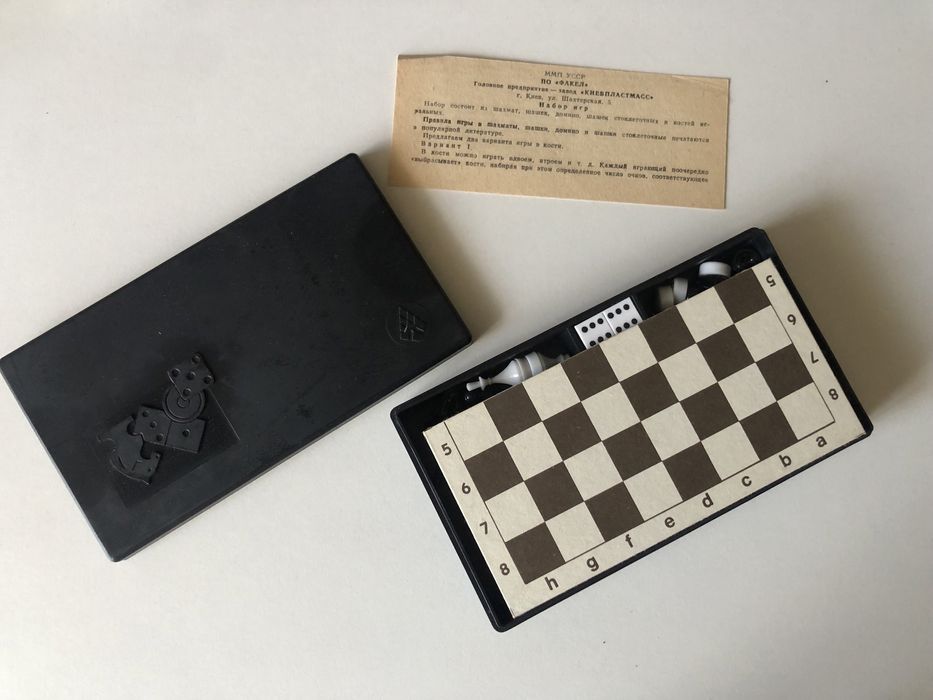 ММП УССР
ПО «ФАКЕЛ»
Головное предприятие — завод «КИЕВПЛАСТМАСС»
г. Киев, ул. Шахтерская, 5.
Набор игр
Набор состоит из шахмат, шашек, домино, шашек стоклеточных и костей иг-
ральных.
Правила игры в шахматы, шашки, домино и шашки стоклеточные печатаются
в популярной литературе.
Предлагаем два варианта игры в кости.
Вариант 1.
В кости можно играть вдвоем, втроем и т. д. Каждый играющий поочередно
«выбрасывает» кости, набирая при этом определенное число очков, соответствующее
5
6
7
8
5
6
7
8
h g f e d c b a